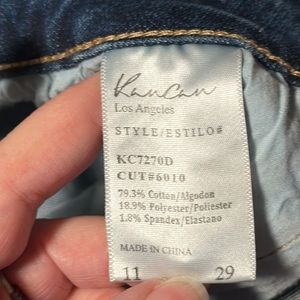 KanCan
Los Angeles
STYLE/ESTILO#
KC7270D
CUT#6010
79.3% Cotton/Algodon
18.9% Polyester/Poliester
1.8% Spandex/Elastano
MADE IN CHINA
11 29